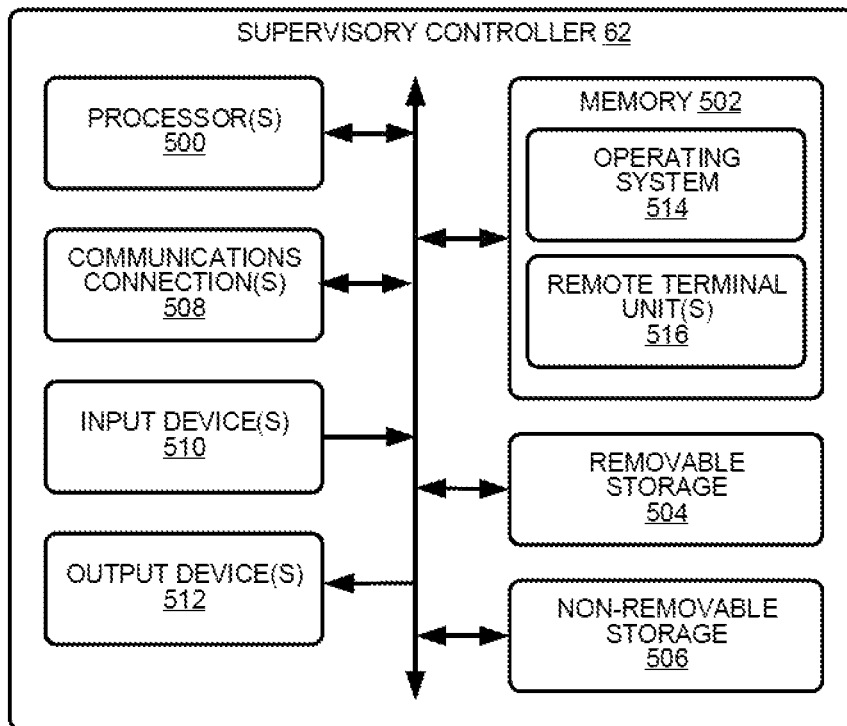 SUPERVISORY CONTROLLER 62
PROCESSOR(S)
500
COMMUNICATIONS
CONNECTION(S)
508
INPUT DEVICE(S)
510
OUTPUT DEVICE(S)
512
MEMORY 502
OPERATING
SYSTEM
514
REMOTE TERMINAL
UNIT(S)
516
REMOVABLE
STORAGE
504
NON-REMOVABLE
STORAGE
506